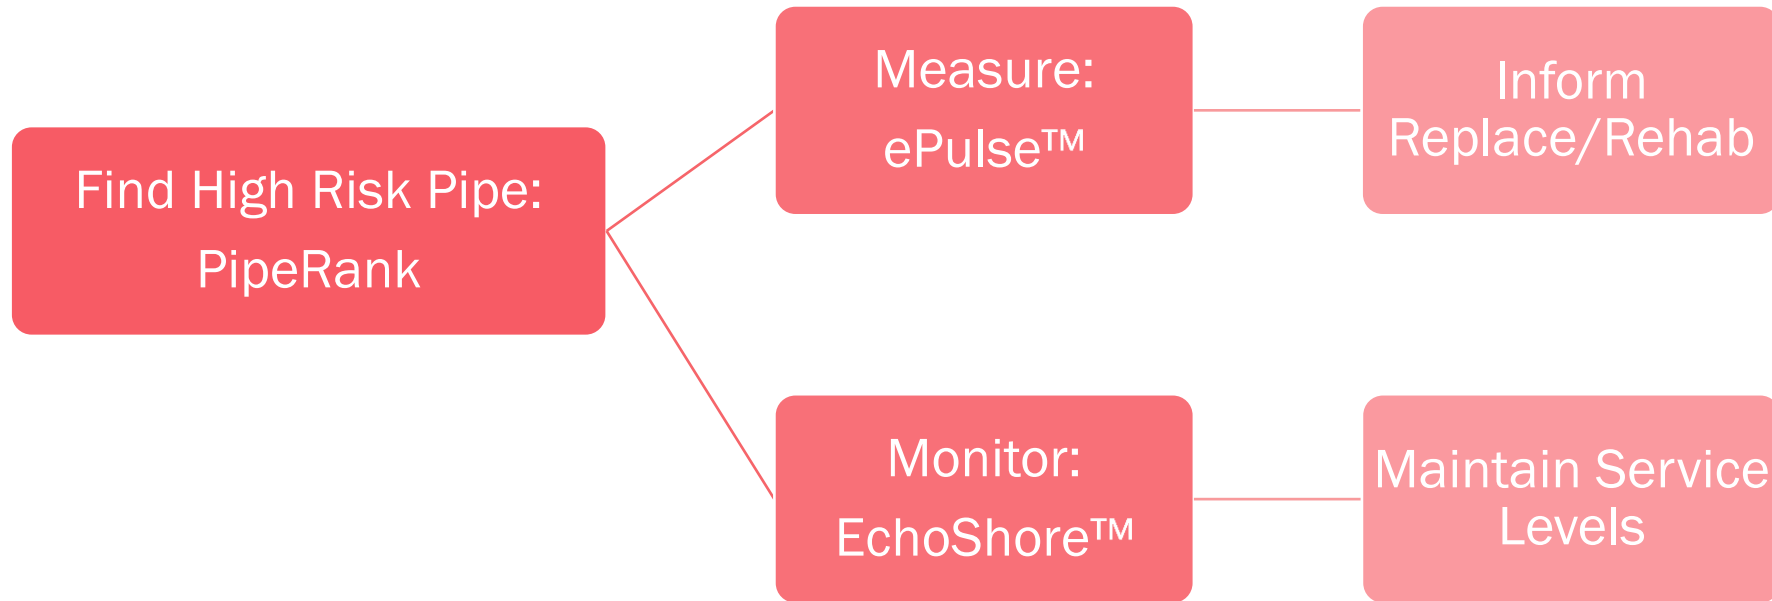 Find High Risk Pipe:
PipeRank
Measure:
ePulse™
Inform
Replace/Rehab
Monitor:
EchoShore™
Maintain Service
Levels